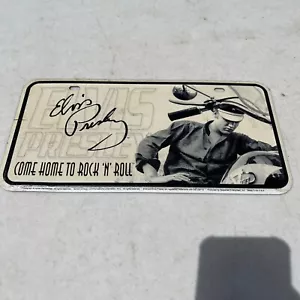 ELVIS
PRESLEY
Elvis
Presley
COME HOME TO ROCK 'N' ROLL